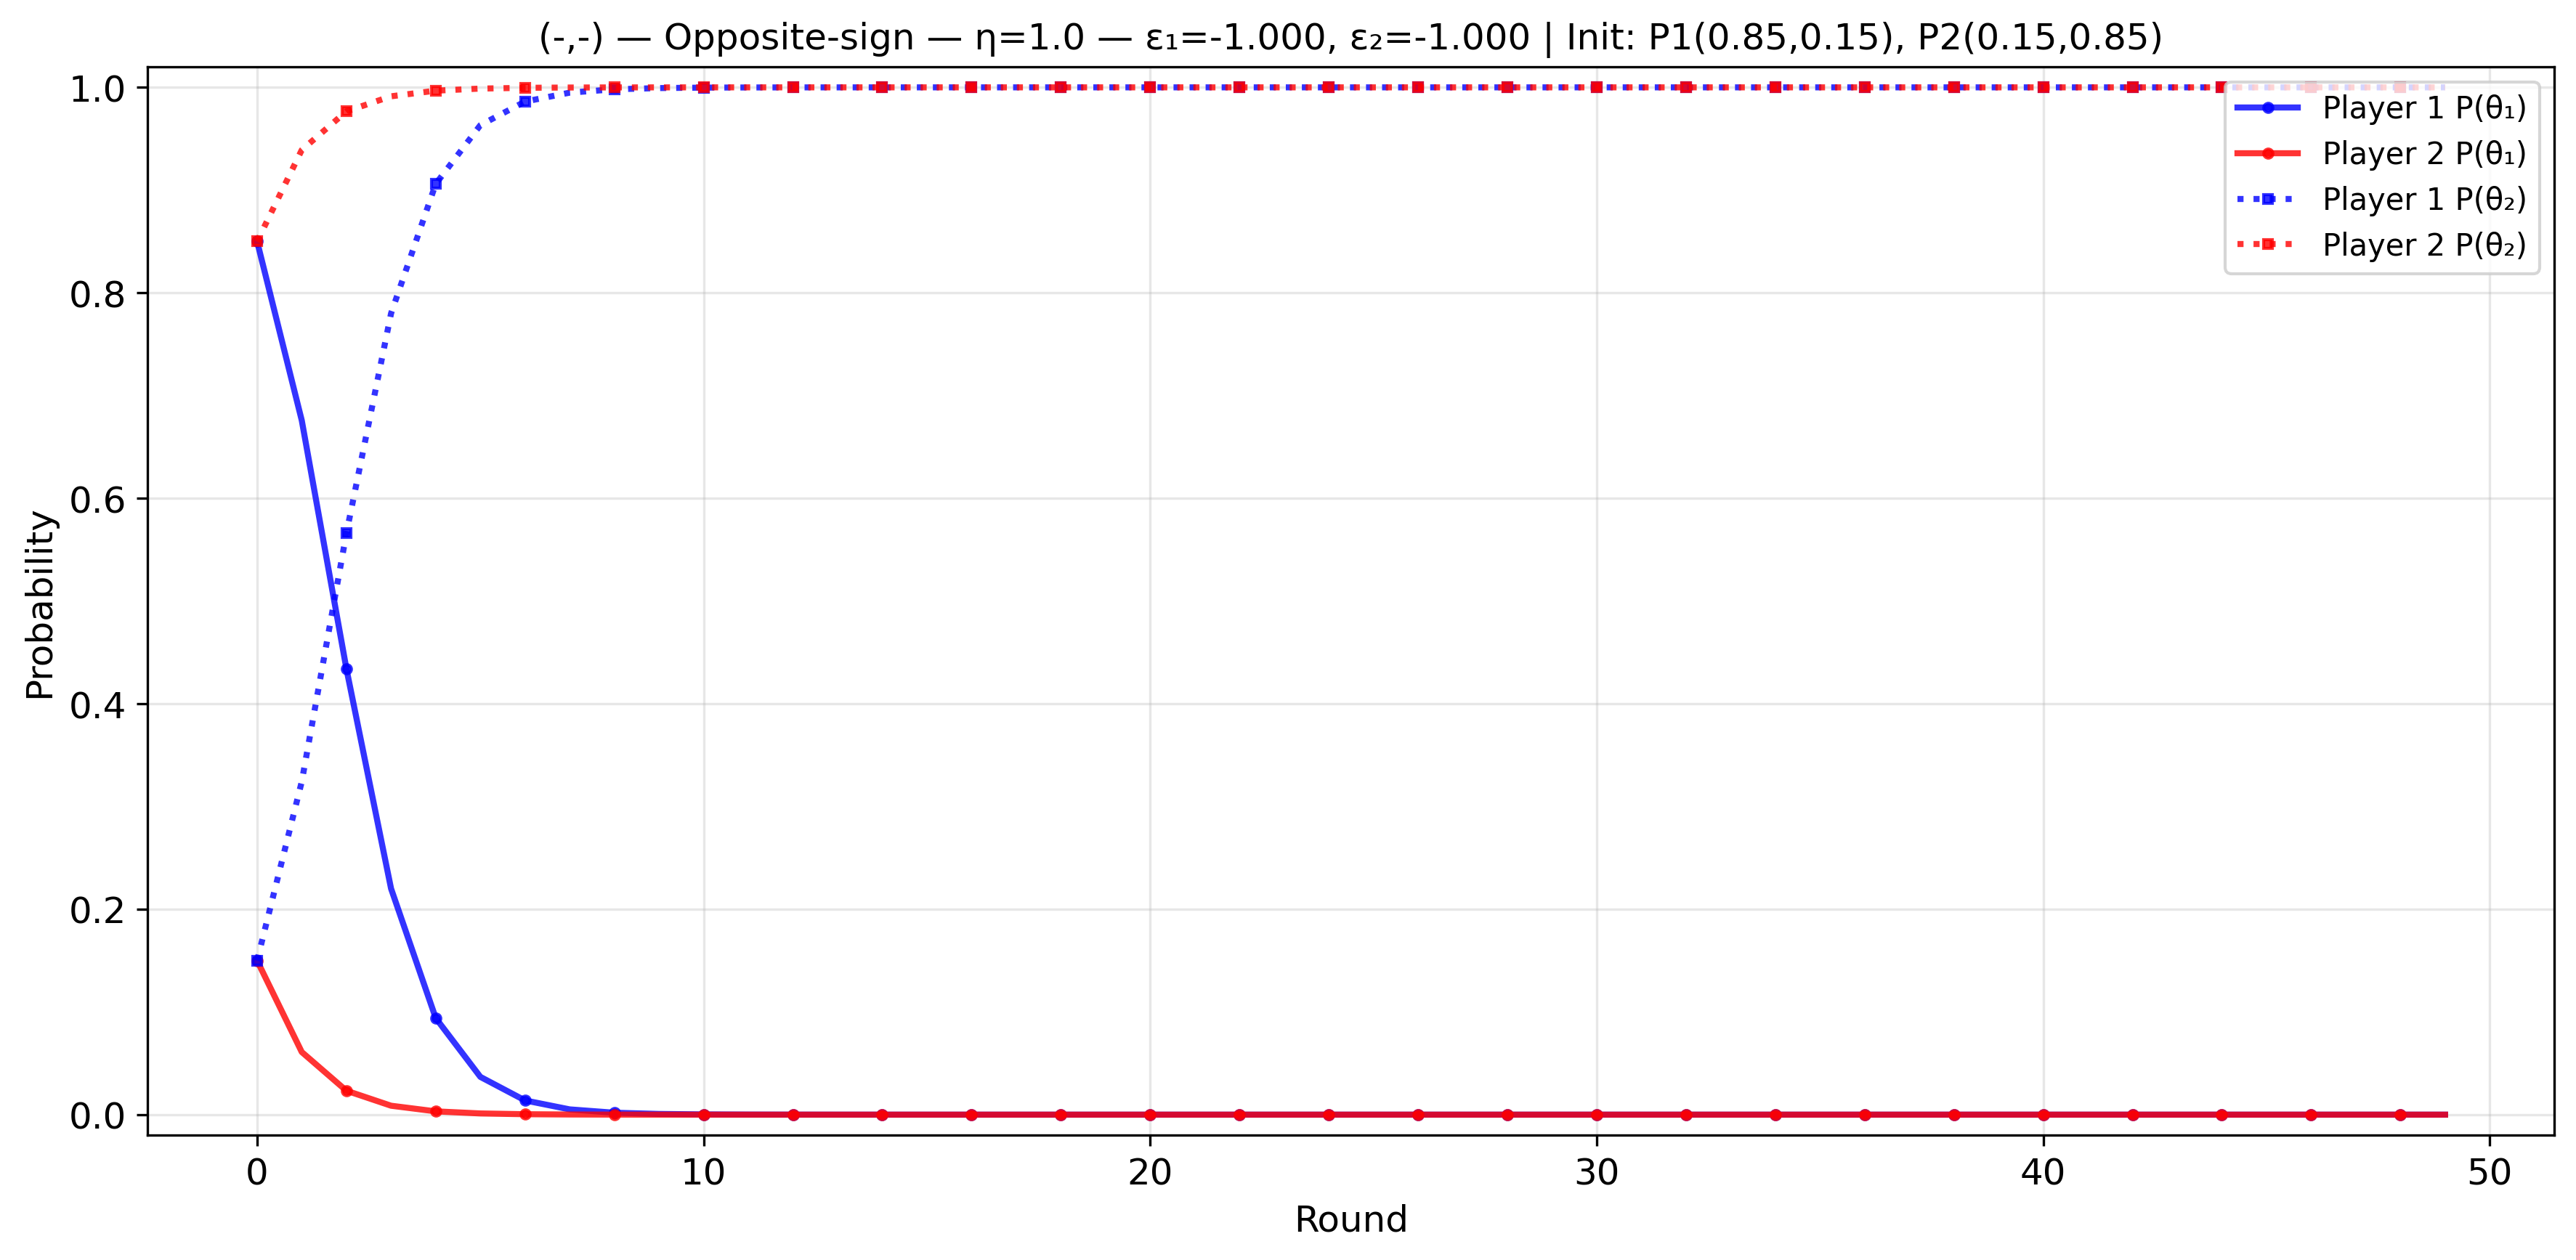 (-,-) — Opposite-sign — η=1.0 — ε₁=-1.000, ε₂=-1.000 | Init: P1(0.85,0.15), P2(0.15,0.85)
1.0
0.8
0.6
0.4
0.2
0.0
Probability
Player 1 P(θ₁)
Player 2 P(θ₁)
Player 1 P(θ₂)
Player 2 P(θ₂)
0 10 20 30 40 50
Round